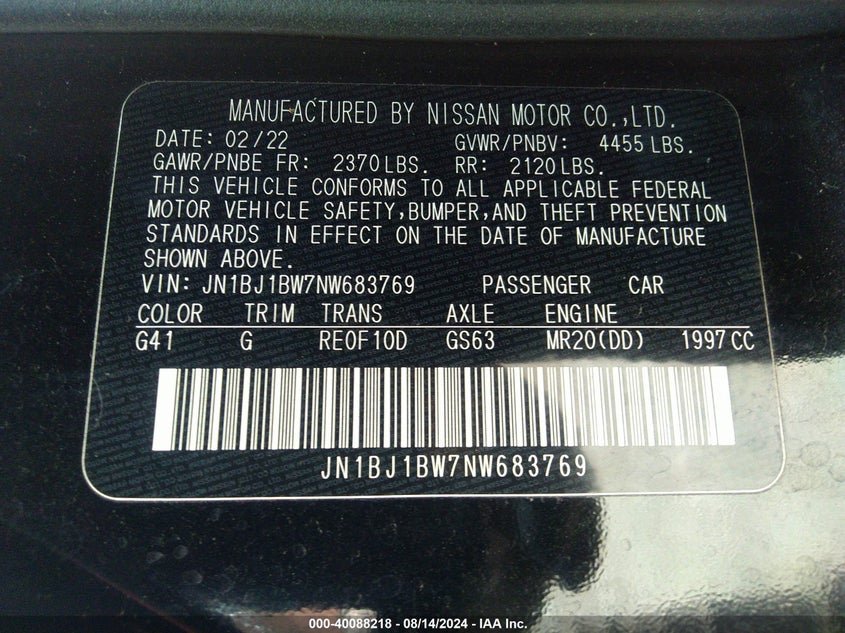 MANUFACTURED BY NISSAN MOTOR CO.,LTD.
DATE: 02/22 GVWR/PNBV: 4455 LBS.
GAWR/PNBE FR: 2370 LBS. RR: 2120 LBS.
THIS VEHICLE CONFORMS TO ALL APPLICABLE FEDERAL
MOTOR VEHICLE SAFETY,BUMPER,AND THEFT PREVENTION
STANDARDS IN EFFECT ON THE DATE OF MANUFACTURE
SHOWN ABOVE.
VIN: JN1BJ1BW7NW683769 PASSENGER CAR
COLOR TRIM TRANS AXLE ENGINE
G41 G RE0F10D GS63 MR20(DD) 1997 CC
JN1BJ1BW7NW683769
000-40088218 - 08/14/2024 - IAA Inc.